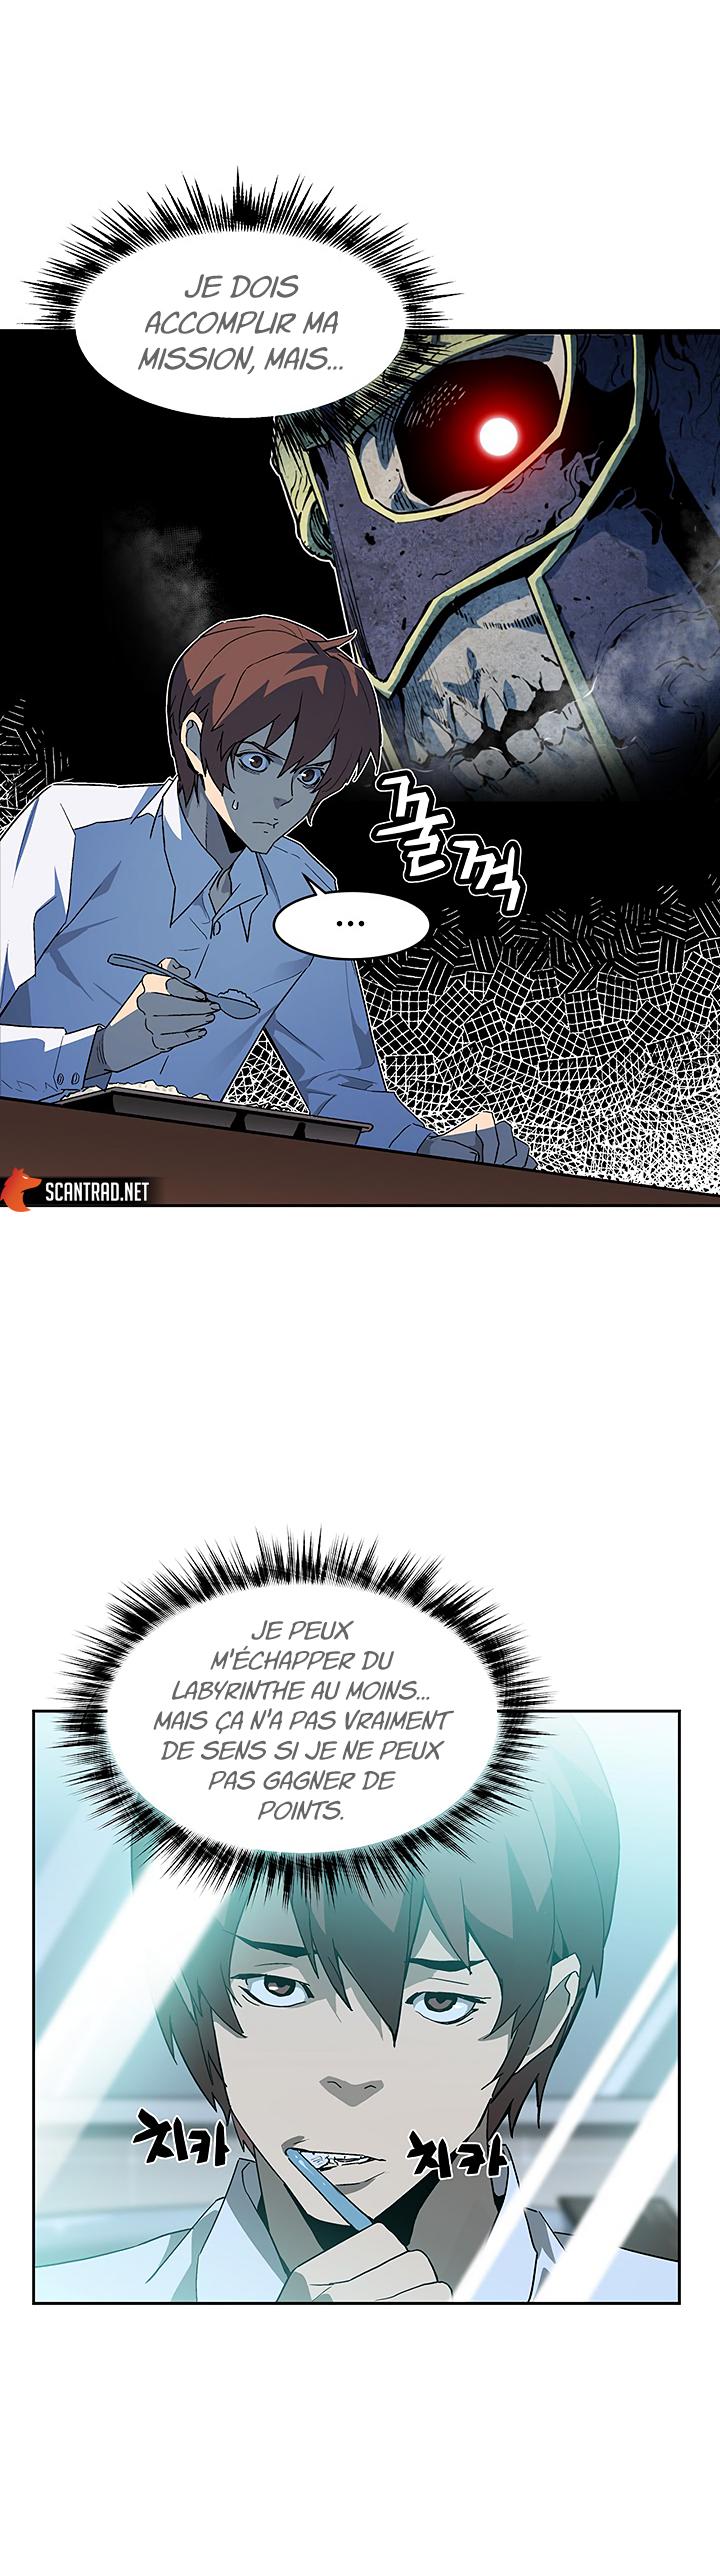 JE DOIS
ACCOMPLIR MA
MISSION, MAIS...
꿀꺽
...
SCANTRAD.NET
JE PEUX
M'ÉCHAPPER DU
LABYRINTHE AU MOINS...
MAIS ÇA N'A PAS VRAIMENT
DE SENS SI JE NE PEUX
PAS GAGNER DE
POINTS.
치카
치카